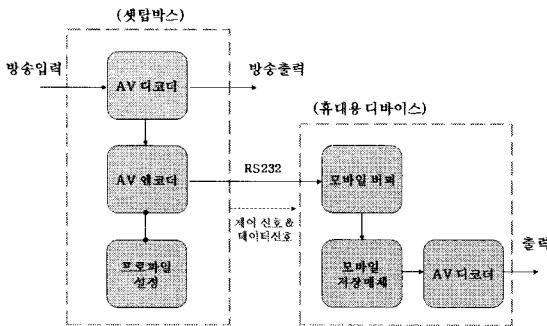 (셋탑박스)
방송입력
AV 디코더
방송출력
(휴대용 디바이스)
AV 엔코더
RS232
모바일 버퍼
제어 신호 &
데이터신호
프로파일
설정
모바일
저장매체
AV 디코더
출력